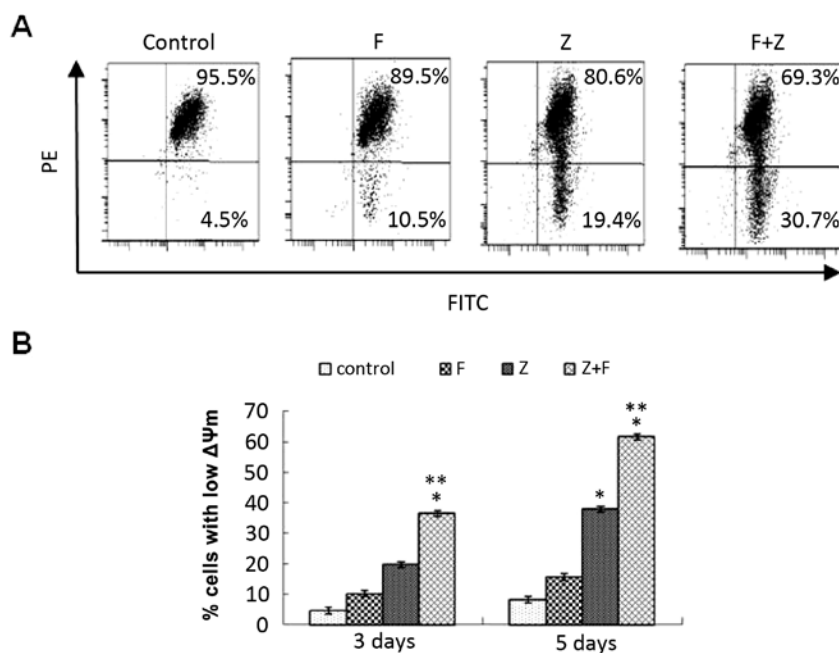 A
Control F Z F+Z
95.5% 89.5% 80.6% 69.3%
PE
4.5% 10.5% 19.4% 30.7%
FITC
B
control F Z Z+F
% cells with low ΔΨm
70
60
50
40
30
20
10
0
** *
*
** *
3 days 5 days